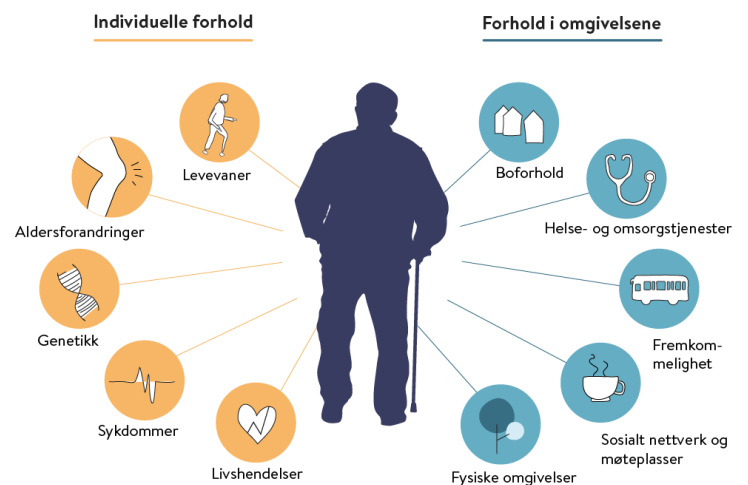 Individuelle forhold
Forhold i omgivelsene
Levevaner
Aldersforandringer
Genetikk
Sykdommer
Livshendelser
Boforhold
Helse- og omsorgstjenester
Fremkom-
melighet
Sosialt nettverk og
møteplasser
Fysiske omgivelser